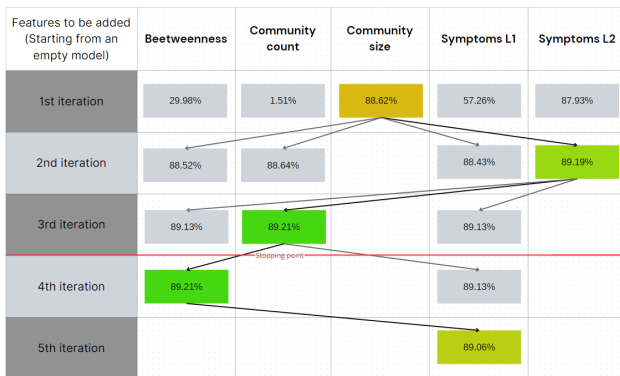 Features to be added
(Starting from an
empty model)
Beetweenness
Community
count
Community
size
Symptoms L1
Symptoms L2
1st iteration
29.98%
1.51%
88.62%
57.26%
87.93%
2nd iteration
88.52%
88.64%
88.43%
89.19%
3rd iteration
89.13%
89.21%
89.13%
Stopping point
4th iteration
89.21%
89.13%
5th iteration
89.06%